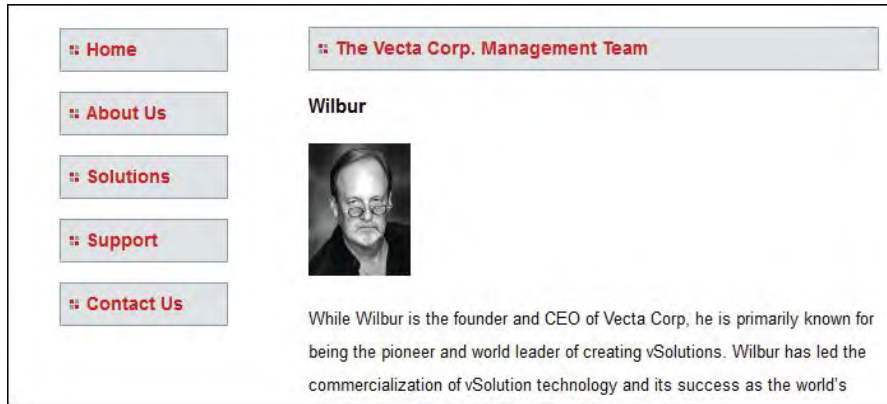 Home
About Us
Solutions
Support
Contact Us
The Vecta Corp. Management Team
Wilbur
While Wilbur is the founder and CEO of Vecta Corp, he is primarily known for
being the pioneer and world leader of creating vSolutions. Wilbur has led the
commercialization of vSolution technology and its success as the world’s